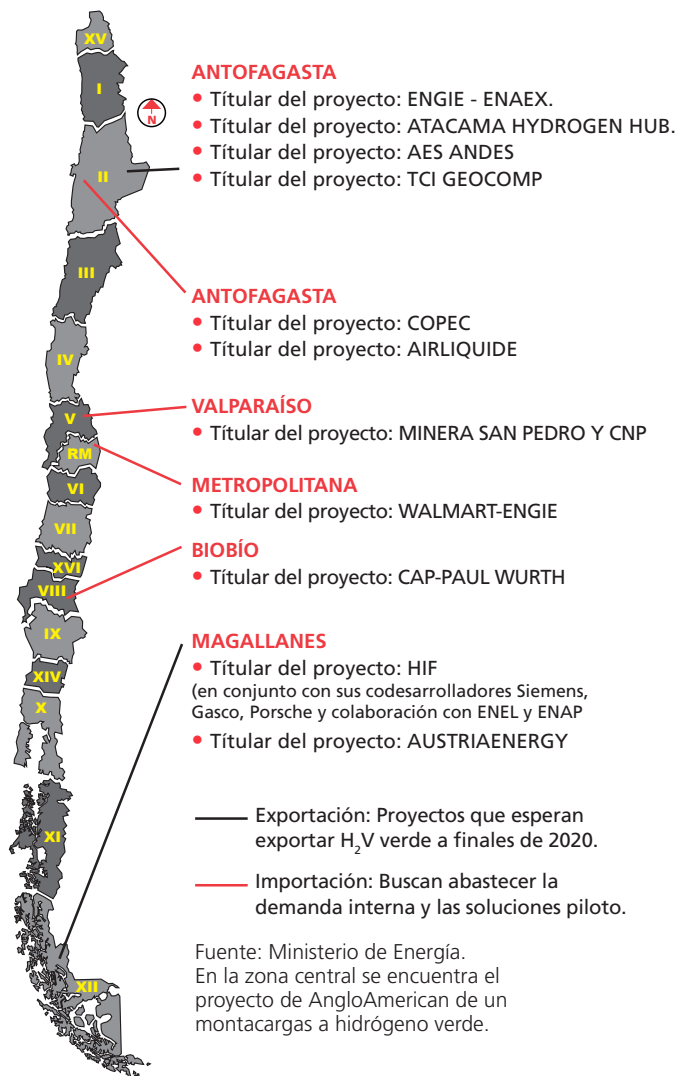 XV
I
N
II
III
IV
V
RM
VI
VII
XVI
VIII
IX
XIV
X
XI
XII
ANTOFAGASTA
• Títular del proyecto: ENGIE - ENAEX.
• Títular del proyecto: ATACAMA HYDROGEN HUB.
• Títular del proyecto: AES ANDES
• Títular del proyecto: TCI GEOCOMP
ANTOFAGASTA
• Títular del proyecto: COPEC
• Títular del proyecto: AIRLIQUIDE
VALPARAÍSO
• Títular del proyecto: MINERA SAN PEDRO Y CNP
METROPOLITANA
• Títular del proyecto: WALMART-ENGIE
BIOBÍO
• Títular del proyecto: CAP-PAUL WURTH
MAGALLANES
• Títular del proyecto: HIF
(en conjunto con sus codesarrolladores Siemens,
Gasco, Porsche y colaboración con ENEL y ENAP
• Títular del proyecto: AUSTRIAENERGY
Exportación: Proyectos que esperan
exportar H₂V verde a finales de 2020.
Importación: Buscan abastecer la
demanda interna y las soluciones piloto.
Fuente: Ministerio de Energía.
En la zona central se encuentra el
proyecto de AngloAmerican de un
montacargas a hidrógeno verde.